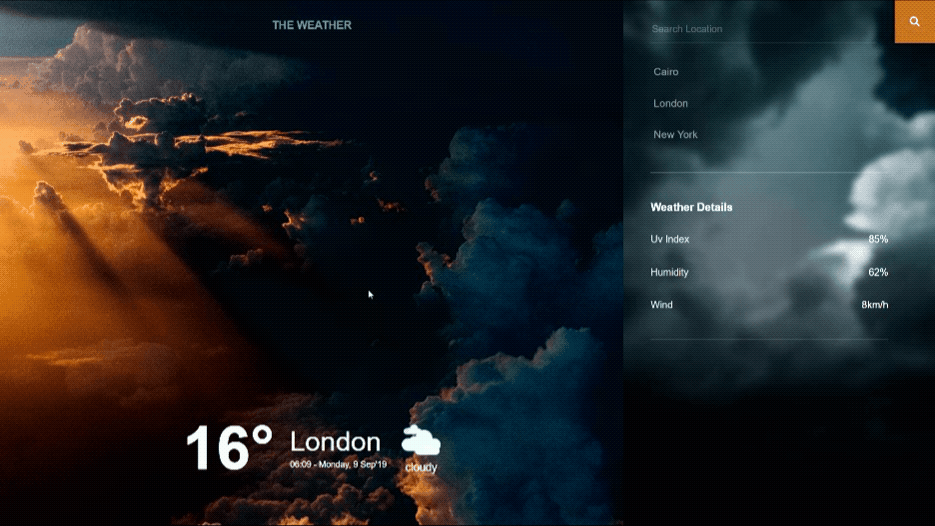 THE WEATHER
16°
London
06:09 - Monday, 9 Sep'19
cloudy
Search Location
Cairo
London
New York
Weather Details
Uv Index 85%
Humidity 62%
Wind 8km/h